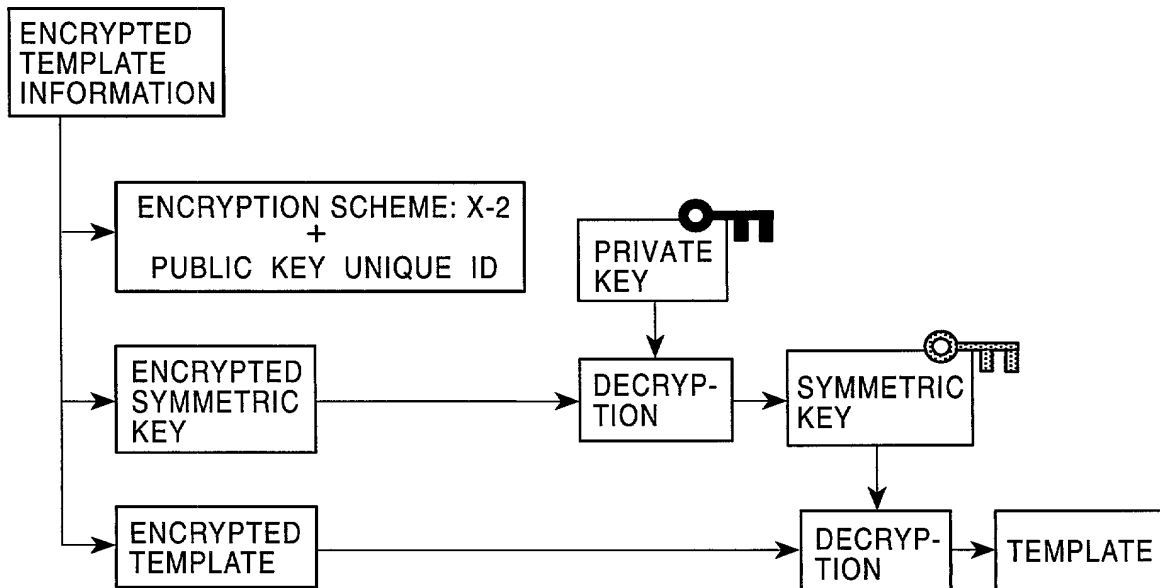 ENCRYPTED
TEMPLATE
INFORMATION
ENCRYPTION SCHEME: X-2
+
PUBLIC KEY UNIQUE ID
PRIVATE
KEY
ENCRYPTED
SYMMETRIC
KEY
DECRYP-
TION
SYMMETRIC
KEY
ENCRYPTED
TEMPLATE
DECRYP-
TION
TEMPLATE